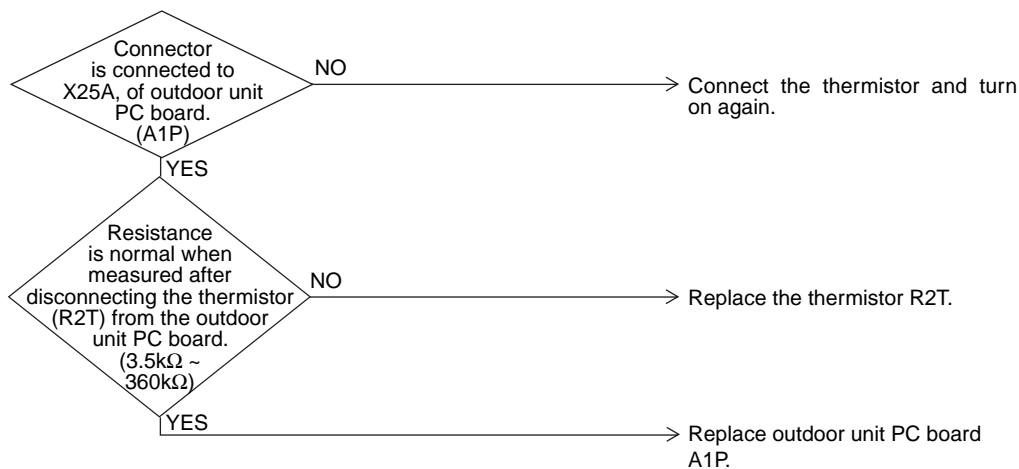 Connector
is connected to
X25A, of outdoor unit
PC board.
(A1P)
NO
Connect the thermistor and turn
on again.
YES
Resistance
is normal when
measured after
disconnecting the thermistor
(R2T) from the outdoor
unit PC board.
(3.5kΩ ~
360kΩ)
NO
Replace the thermistor R2T.
YES
Replace outdoor unit PC board
A1P.